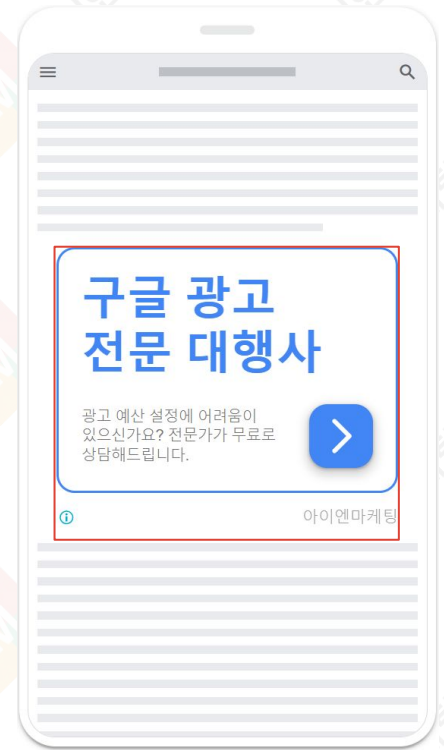 구글 광고
전문 대행사
광고 예산 설정에 어려움이
있으신가요? 전문가가 무료로
상담해드립니다.
아이엔마케팅